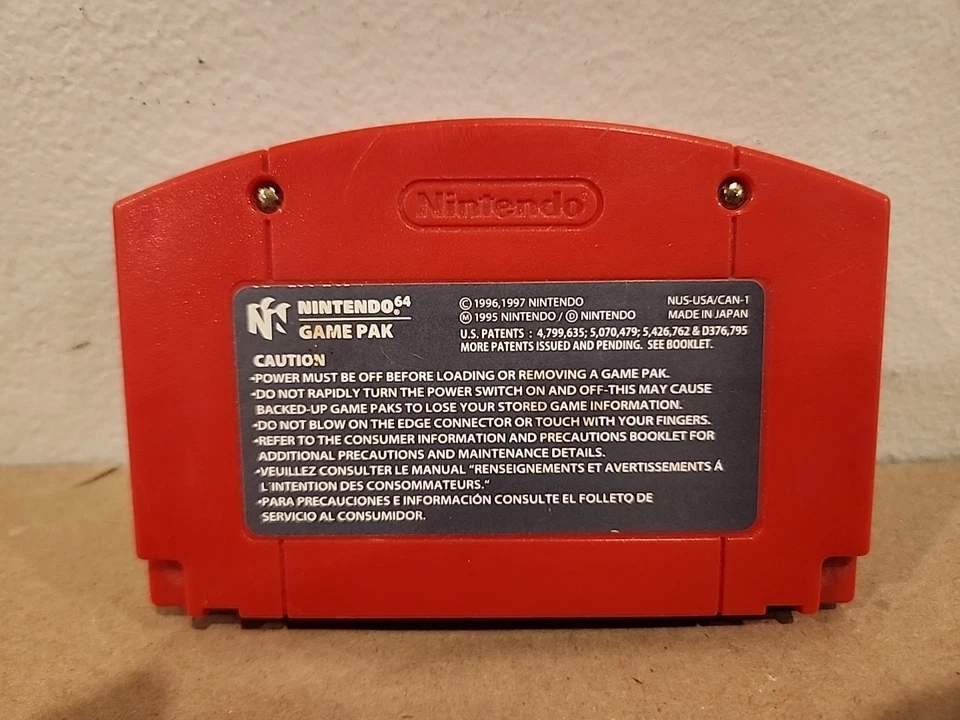 Nintendo
NINTENDO 64
GAME PAK
© 1996,1997 NINTENDO
Ⓜ 1995 NINTENDO / Ⓓ NINTENDO
NUS-USA/CAN-1
MADE IN JAPAN
U.S. PATENTS : 4,799,635; 5,070,479; 5,426,762 & D376,795
MORE PATENTS ISSUED AND PENDING. SEE BOOKLET.
CAUTION
•POWER MUST BE OFF BEFORE LOADING OR REMOVING A GAME PAK.
•DO NOT RAPIDLY TURN THE POWER SWITCH ON AND OFF-THIS MAY CAUSE
BACKED-UP GAME PAKS TO LOSE YOUR STORED GAME INFORMATION.
•DO NOT BLOW ON THE EDGE CONNECTOR OR TOUCH WITH YOUR FINGERS.
•REFER TO THE CONSUMER INFORMATION AND PRECAUTIONS BOOKLET FOR
ADDITIONAL PRECAUTIONS AND MAINTENANCE DETAILS.
•VEUILLEZ CONSULTER LE MANUAL "RENSEIGNEMENTS ET AVERTISSEMENTS Á
L'INTENTION DES CONSOMMATEURS."
•PARA PRECAUCIONES E INFORMACIÓN CONSULTE EL FOLLETO DE
SERVICIO AL CONSUMIDOR.